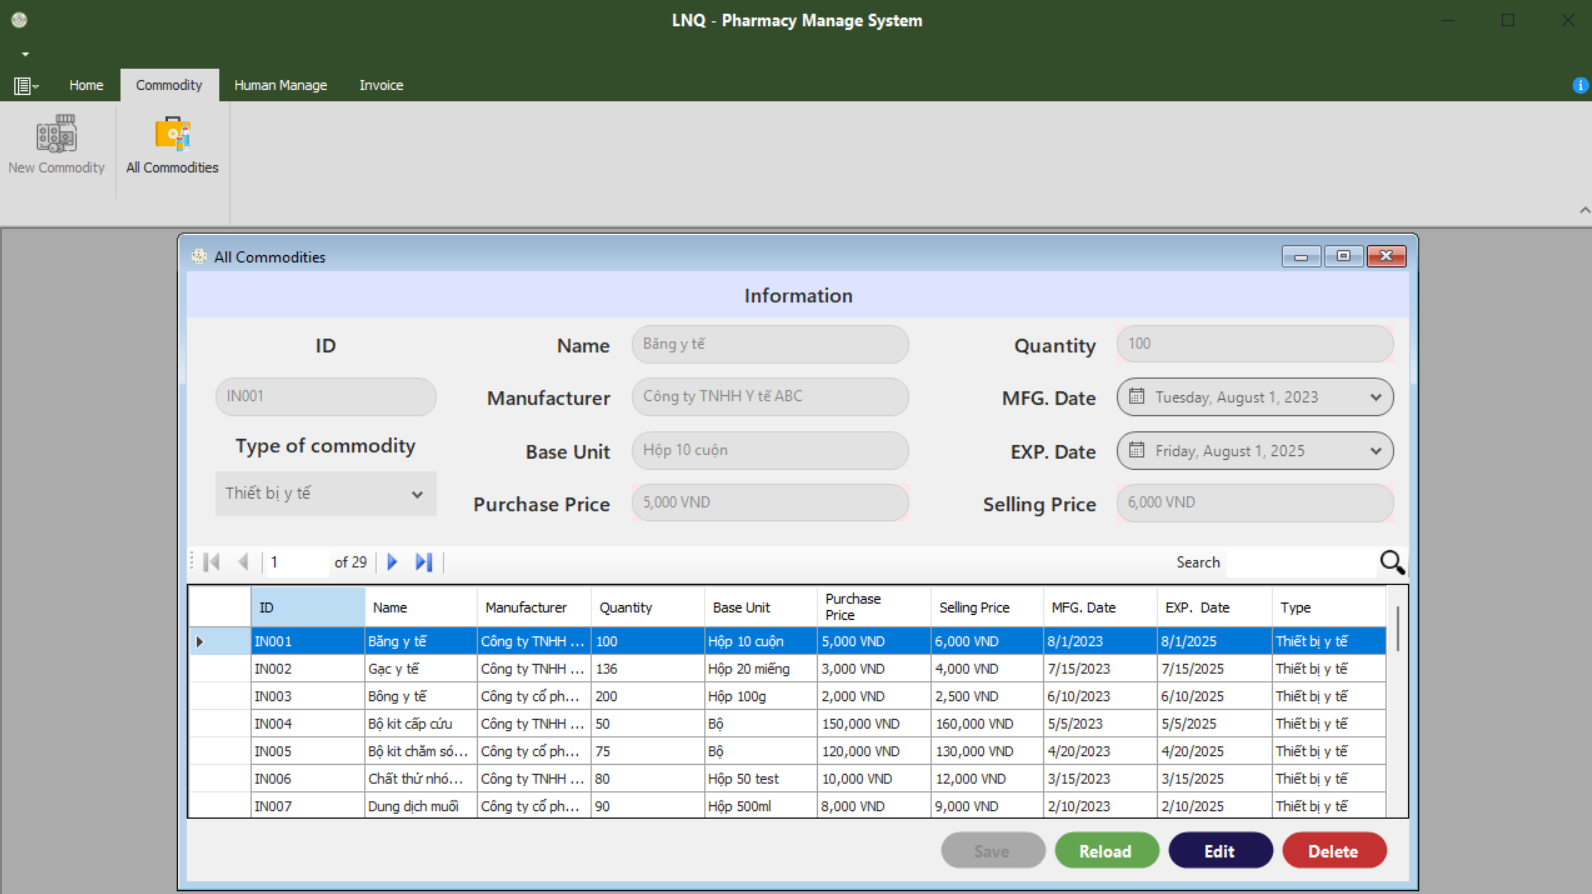 LNQ - Pharmacy Manage System
Home Commodity Human Manage Invoice
New Commodity All Commodities
All Commodities
Information
ID Name Băng y tế Quantity 100
IN001 Manufacturer Công ty TNHH Y tế ABC MFG. Date Tuesday, August 1, 2023
Type of commodity Base Unit Hộp 10 cuộn EXP. Date Friday, August 1, 2025
Thiết bị y tế Purchase Price 5,000 VND Selling Price 6,000 VND
1 of 29 Search
ID Name Manufacturer Quantity Base Unit Purchase Price Selling Price MFG. Date EXP. Date Type
IN001 Băng y tế Công ty TNHH ... 100 Hộp 10 cuộn 5,000 VND 6,000 VND 8/1/2023 8/1/2025 Thiết bị y tế
IN002 Gạc y tế Công ty TNHH ... 136 Hộp 20 miếng 3,000 VND 4,000 VND 7/15/2023 7/15/2025 Thiết bị y tế
IN003 Bông y tế Công ty cổ ph... 200 Hộp 100g 2,000 VND 2,500 VND 6/10/2023 6/10/2025 Thiết bị y tế
IN004 Bộ kit cấp cứu Công ty TNHH ... 50 Bộ 150,000 VND 160,000 VND 5/5/2023 5/5/2025 Thiết bị y tế
IN005 Bộ kit chăm só... Công ty cổ ph... 75 Bộ 120,000 VND 130,000 VND 4/20/2023 4/20/2025 Thiết bị y tế
IN006 Chất thử nhó... Công ty TNHH ... 80 Hộp 50 test 10,000 VND 12,000 VND 3/15/2023 3/15/2025 Thiết bị y tế
IN007 Dung dịch muối Công ty cổ ph... 90 Hộp 500ml 8,000 VND 9,000 VND 2/10/2023 2/10/2025 Thiết bị y tế
Save Reload Edit Delete